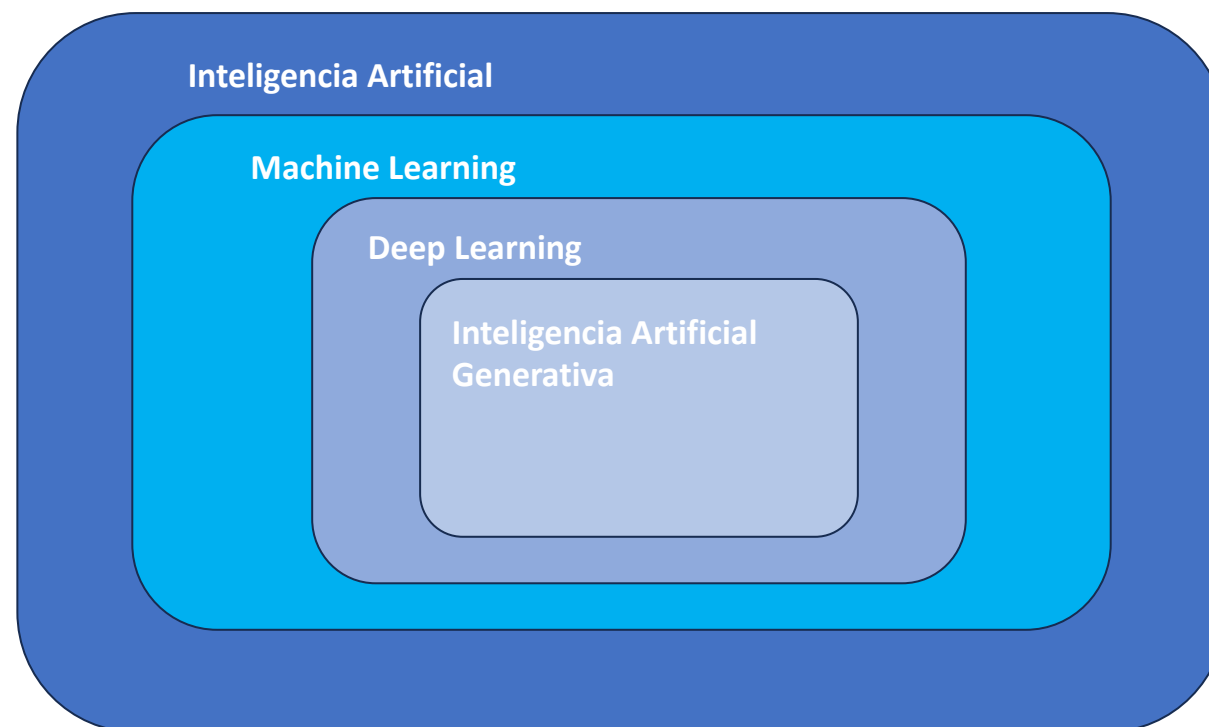 Inteligencia Artificial
Machine Learning
Deep Learning
Inteligencia Artificial
Generativa